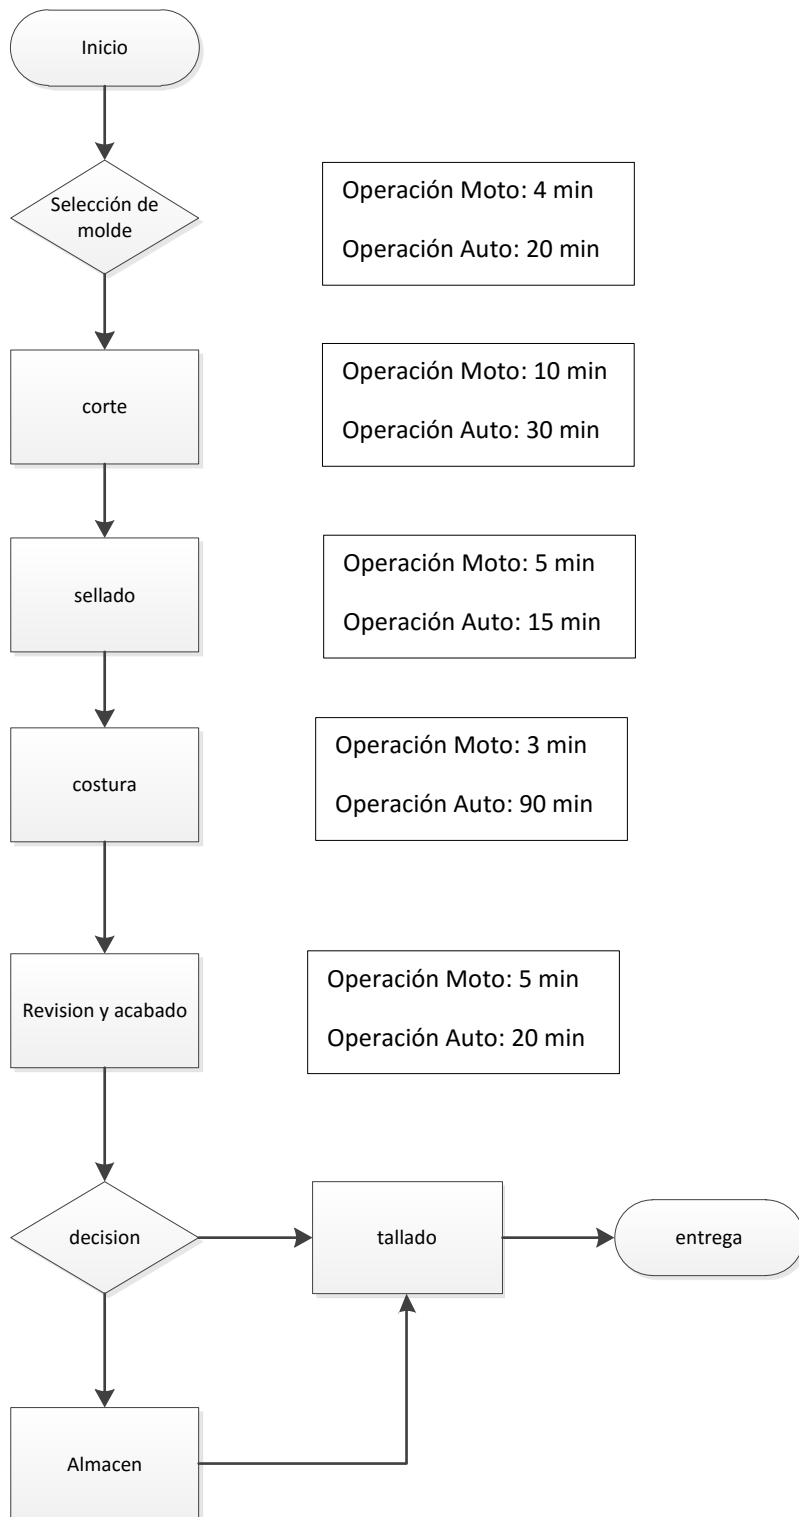 Inicio
Selección de
molde
Operación Moto: 4 min
Operación Auto: 20 min
corte
Operación Moto: 10 min
Operación Auto: 30 min
sellado
Operación Moto: 5 min
Operación Auto: 15 min
costura
Operación Moto: 3 min
Operación Auto: 90 min
Revision y acabado
Operación Moto: 5 min
Operación Auto: 20 min
decision
tallado
entrega
Almacen